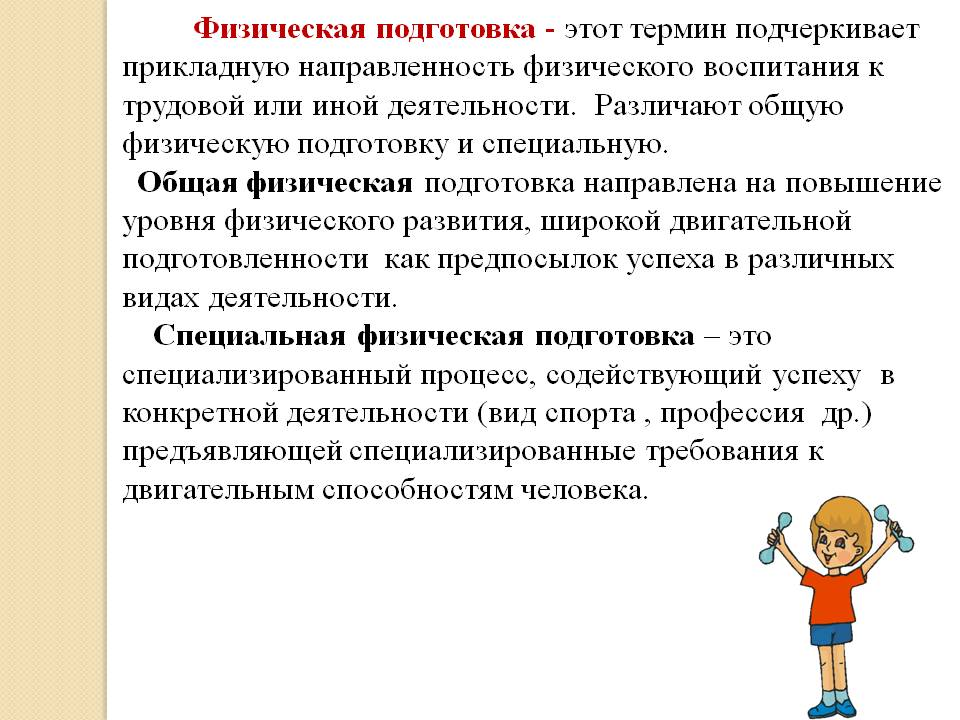 Физическая подготовка - этот термин подчеркивает
прикладную направленность физического воспитания к
трудовой или иной деятельности.  Различают общую
физическую подготовку и специальную.
Общая физическая подготовка направлена на повышение
уровня физического развития, широкой двигательной
подготовленности  как предпосылок успеха в различных
видах деятельности.
Специальная физическая подготовка – это
специализированный процесс, содействующий успеху  в
конкретной деятельности (вид спорта , профессия  др.)
предъявляющей специализированные требования к
двигательным способностям человека.